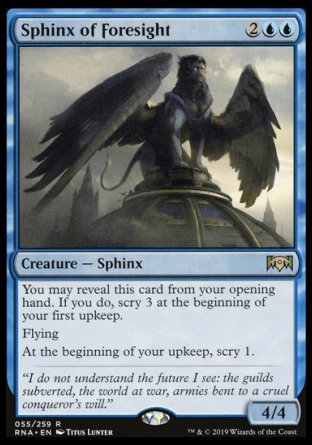 Sphinx of Foresight 2
Creature — Sphinx
You may reveal this card from your opening
hand. If you do, scry 3 at the beginning of
your first upkeep.
Flying
At the beginning of your upkeep, scry 1.
"I do not understand the future I see: the guilds
subverted, the world at war, armies bent to a cruel
conqueror's will."
4/4
055/259 R
RNA • EN TITUS LUNTER
™ & © 2019 Wizards of the Coast